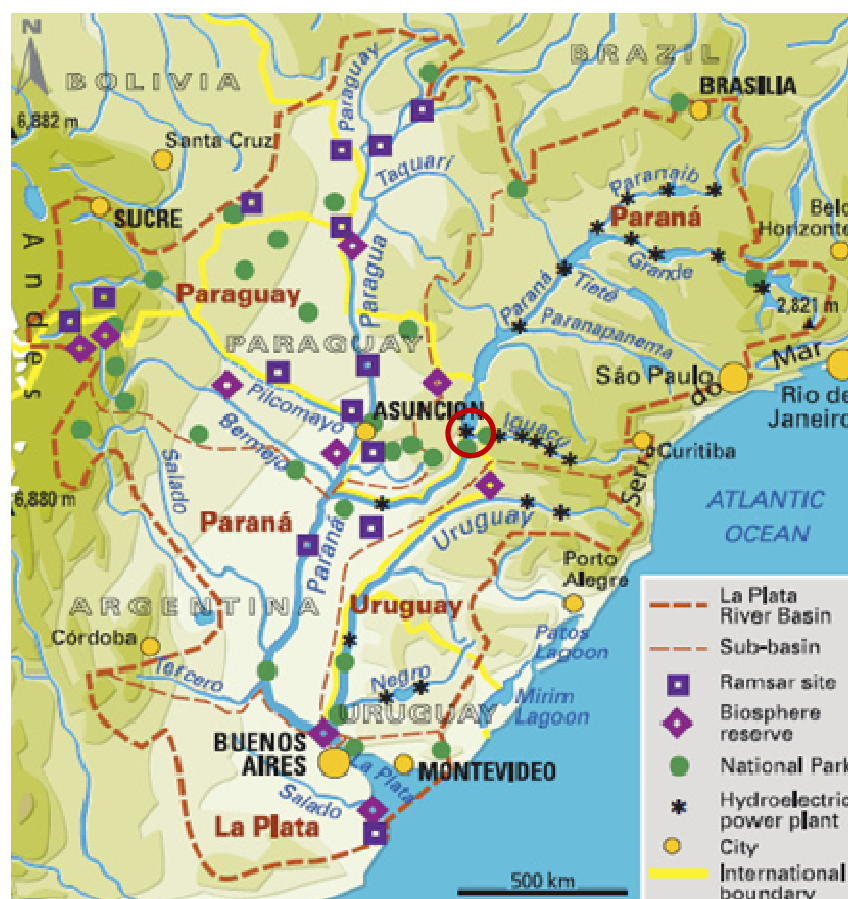 N
BOLIVIA
BRAZIL
Paraguay
BRASILIA
6,882 m
Santa Cruz
Taquarí
Paranaib
SUCRE
Paraná
Belo
Horizonte
Andes
Grande
Paraguay
Paragua
Paraná
Tietê
2,821 m
PARAGUAY
Paranapanema
São Paulo
Serra do Mar
Rio de
Janeiro
Pilcomayo
ASUNCION
Iguaçu
Bermejo
Curitiba
Salado
6,880 m
Paraná
Paraná
Uruguay
ATLANTIC
OCEAN
Porto
Alegre
ARGENTINA
Uruguay
Córdoba
Patos
Lagoon
Tercero
Negro
Mirim
Lagoon
URUGUAY
BUENOS
AIRES
La Plata
MONTEVIDEO
Salado
La Plata
500 km
La Plata
River Basin
Sub-basin
Ramsar site
Biosphere
reserve
National Park
Hydroelectric
power plant
City
International
boundary